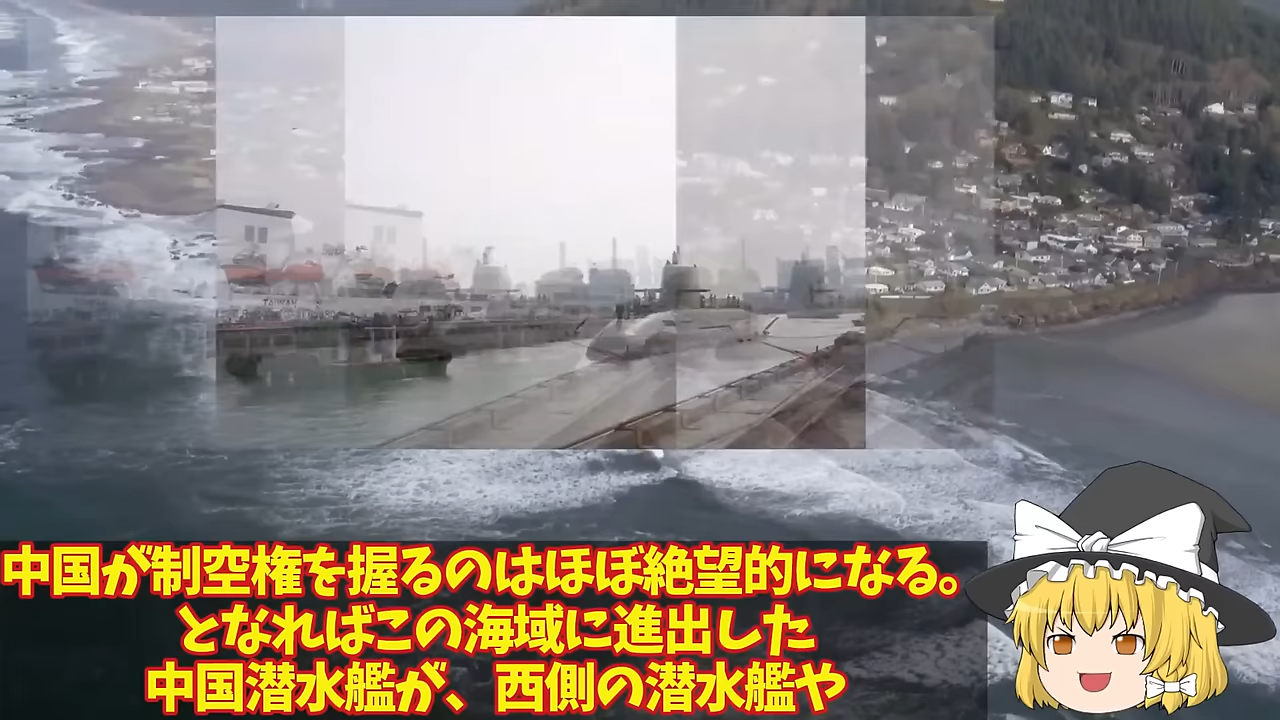 中国が制空権を握るのはほぼ絶望的になる。
となればこの海域に進出した
中国潜水艦が、西側の潜水艦や